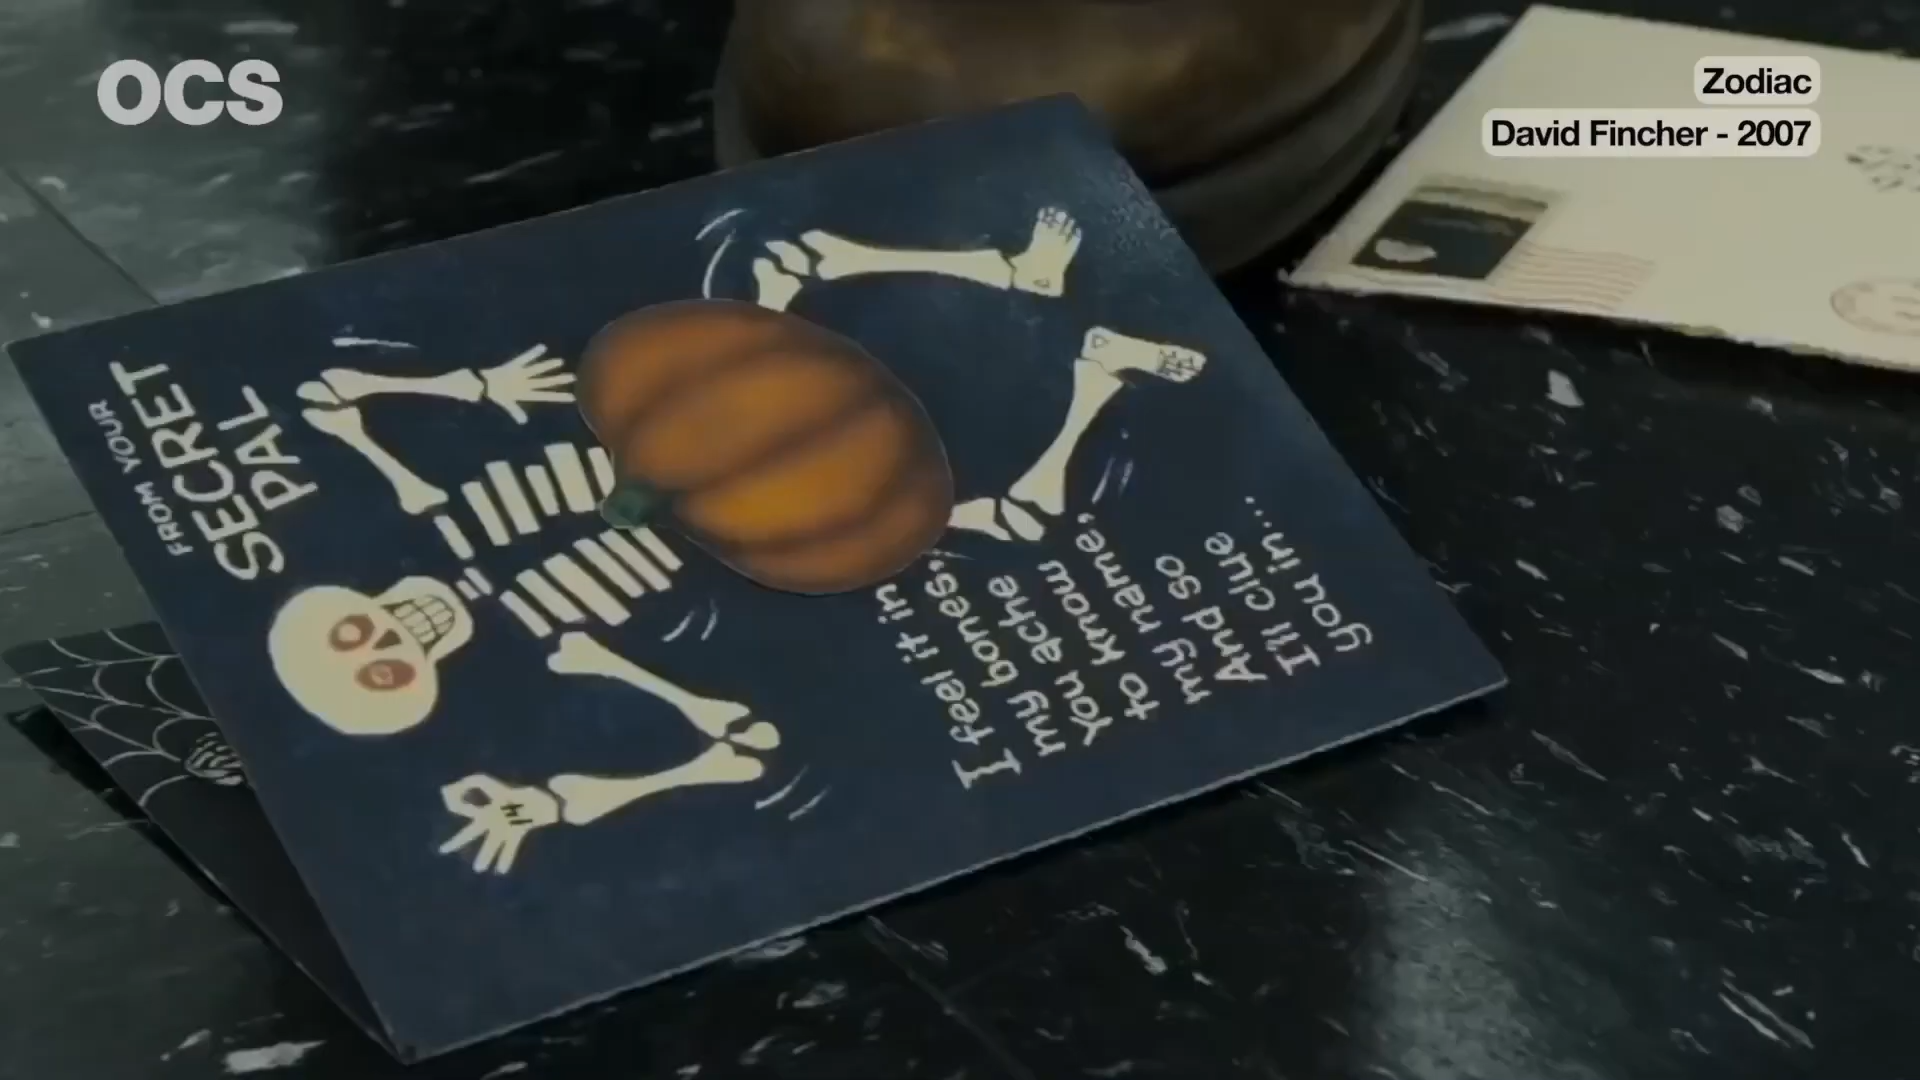 OCS
Zodiac
David Fincher - 2007
FROM YOUR
SECRET
PAL
I feel it in
my bones,
You ache
to know
my name,
And so
I'll clue
you in...
14